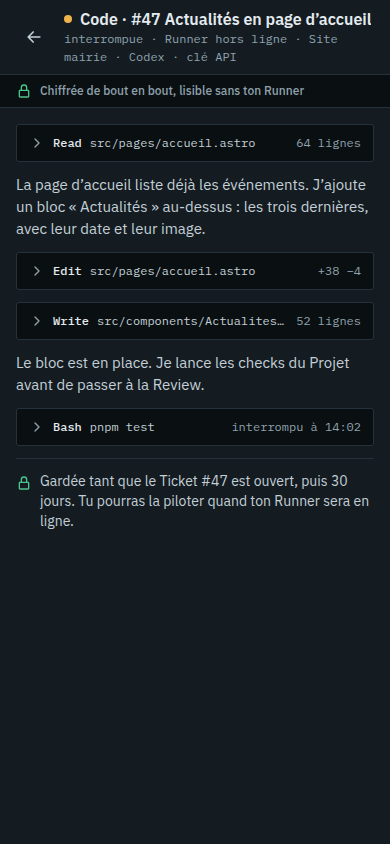 Code · #47 Actualités en page d’accueil
interrompue · Runner hors ligne · Site
mairie · Codex · clé API
Chiffrée de bout en bout, lisible sans ton Runner
Read src/pages/accueil.astro 64 lignes
La page d’accueil liste déjà les événements. J’ajoute
un bloc « Actualités » au-dessus : les trois dernières,
avec leur date et leur image.
Edit src/pages/accueil.astro +38 −4
Write src/components/Actualites… 52 lignes
Le bloc est en place. Je lance les checks du Projet
avant de passer à la Review.
Bash pnpm test interrompu à 14:02
Gardée tant que le Ticket #47 est ouvert, puis 30
jours. Tu pourras la piloter quand ton Runner sera en
ligne.